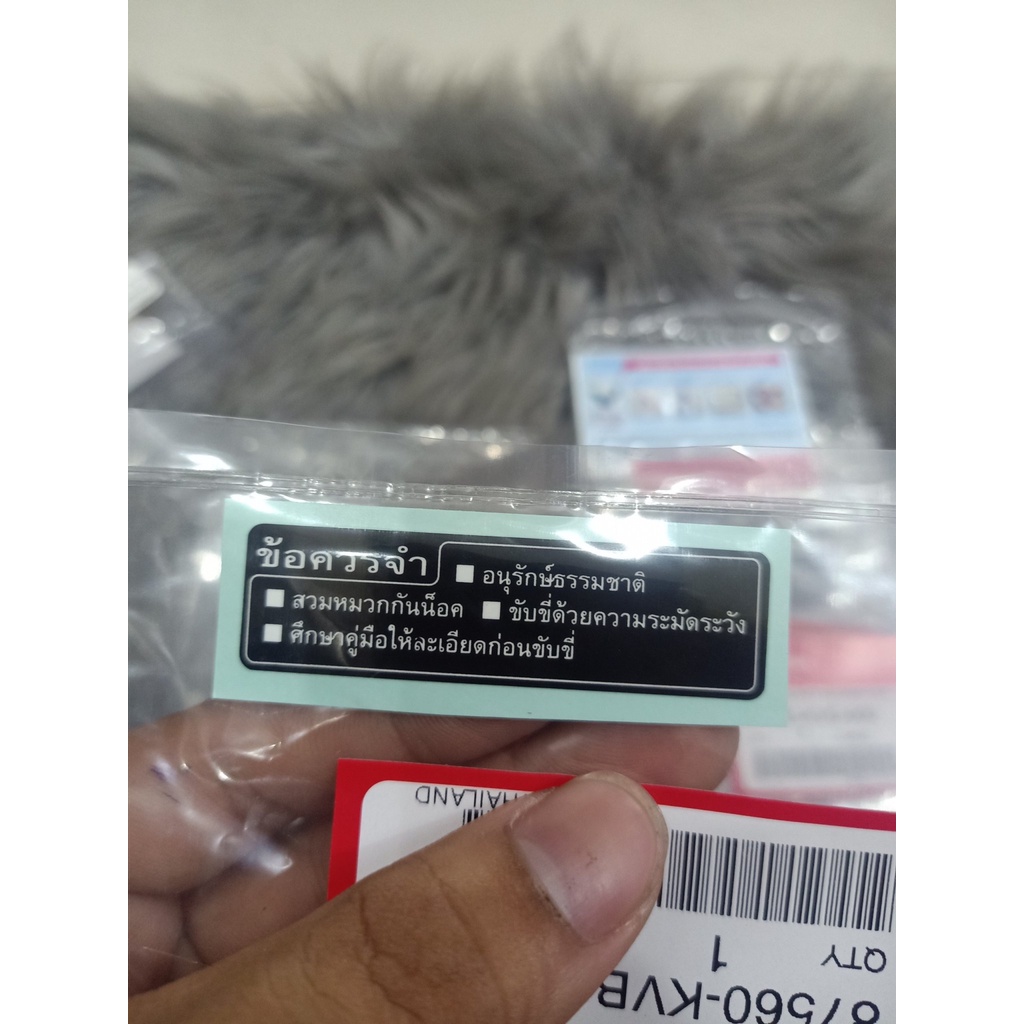 ข้อควรจำ
อนุรักษ์ธรรมชาติ
สวมหมวกกันน็อค ขับขี่ด้วยความระมัดระวัง
ศึกษาคู่มือให้ละเอียดก่อนขับขี่
THAILAND
QTY
1
87560-KVB